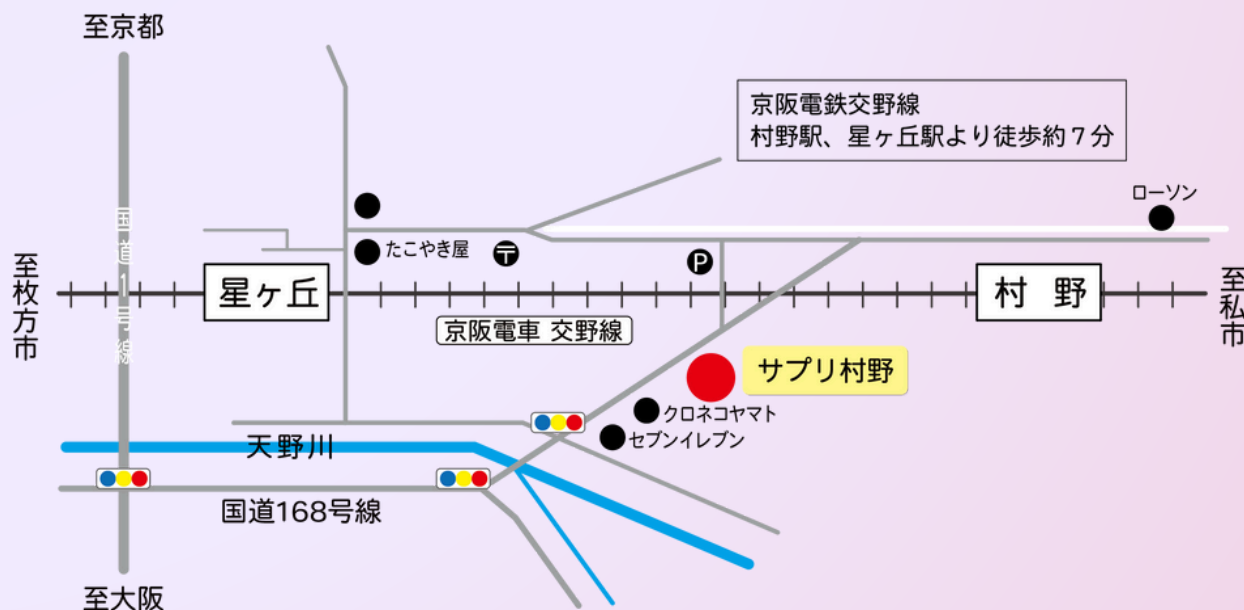 至京都
京阪電鉄交野線
村野駅、星ヶ丘駅より徒歩約７分
ローソン
国道1号線
たこやき屋
〒
P
至枚方市
星ヶ丘
村 野
至私市
京阪電車 交野線
サプリ村野
クロネコヤマト
セブンイレブン
天野川
国道168号線
至大阪